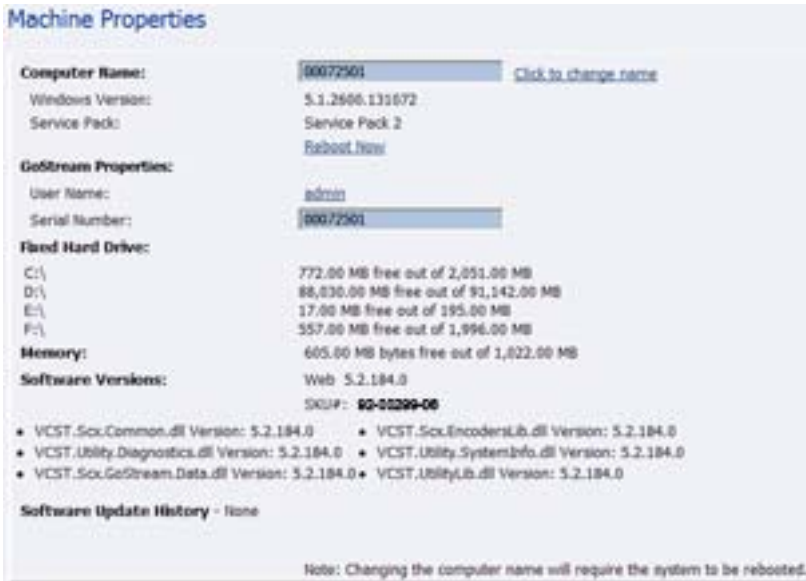 Machine Properties
Computer Name: 00072501 Click to change name
Windows Version: 5.1.2600.131072
Service Pack: Service Pack 2
Reboot Now
GoStream Properties:
User Name: admin
Serial Number: 00072501
Fixed Hard Drive:
C:\ 772.00 MB free out of 2,051.00 MB
D:\ 88,030.00 MB free out of 91,142.00 MB
E:\ 17.00 MB free out of 195.00 MB
F:\ 557.00 MB free out of 1,996.00 MB
Memory: 605.00 MB bytes free out of 1,022.00 MB
Software Versions: Web 5.2.184.0
SKU#: 92-00299-06
• VCST.Scx.Common.dll Version: 5.2.184.0 • VCST.Scx.EncodersLib.dll Version: 5.2.184.0
• VCST.Utility.Diagnostics.dll Version: 5.2.184.0 • VCST.Utility.SystemInfo.dll Version: 5.2.184.0
• VCST.Scx.GoStream.Data.dll Version: 5.2.184.0 • VCST.UtilityLib.dll Version: 5.2.184.0
Software Update History - None
Note: Changing the computer name will require the system to be rebooted.